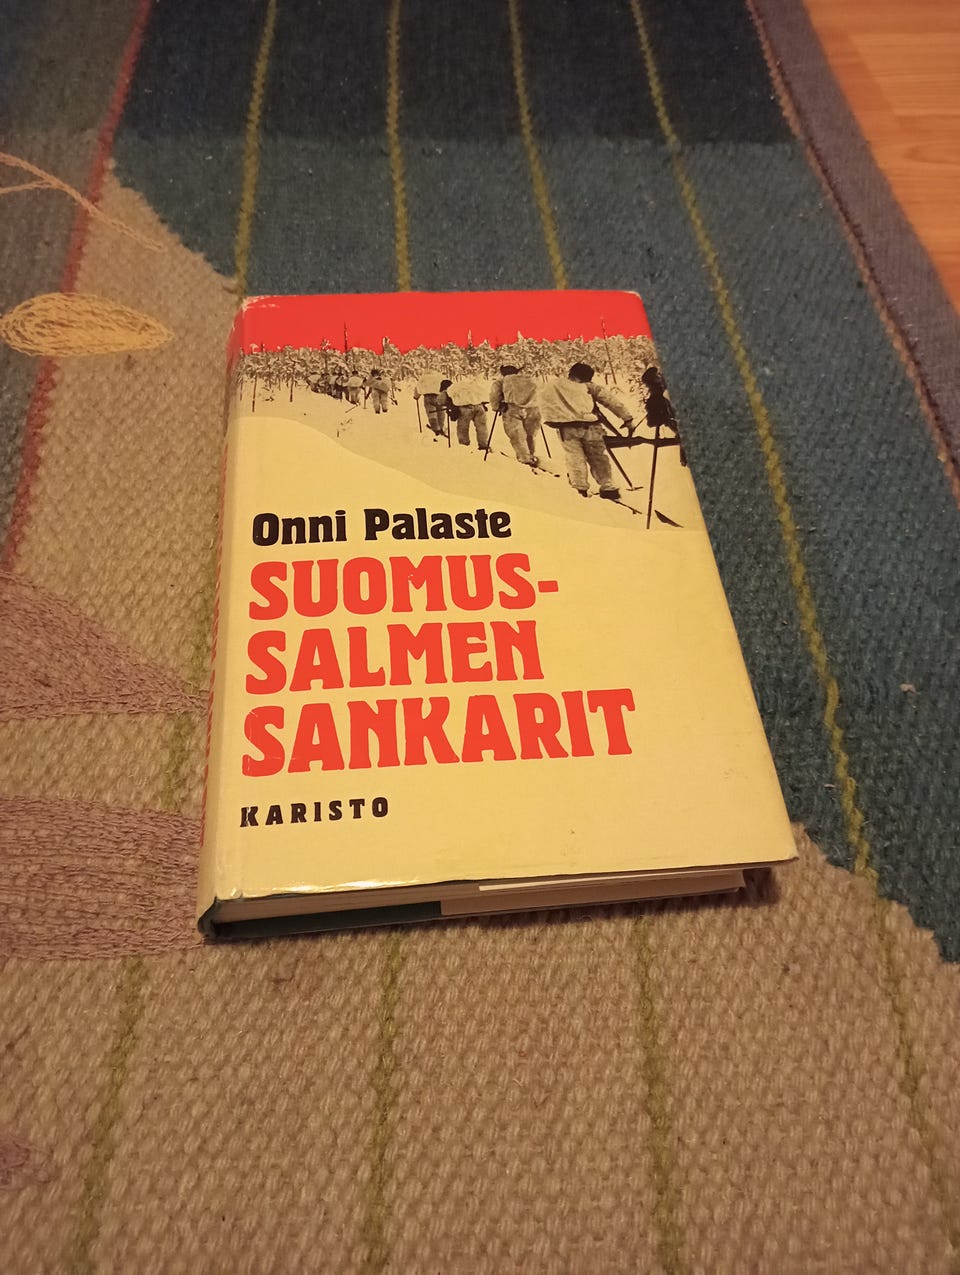 Onni Palaste
SUOMUS-
SALMEN
SANKARIT
KARISTO